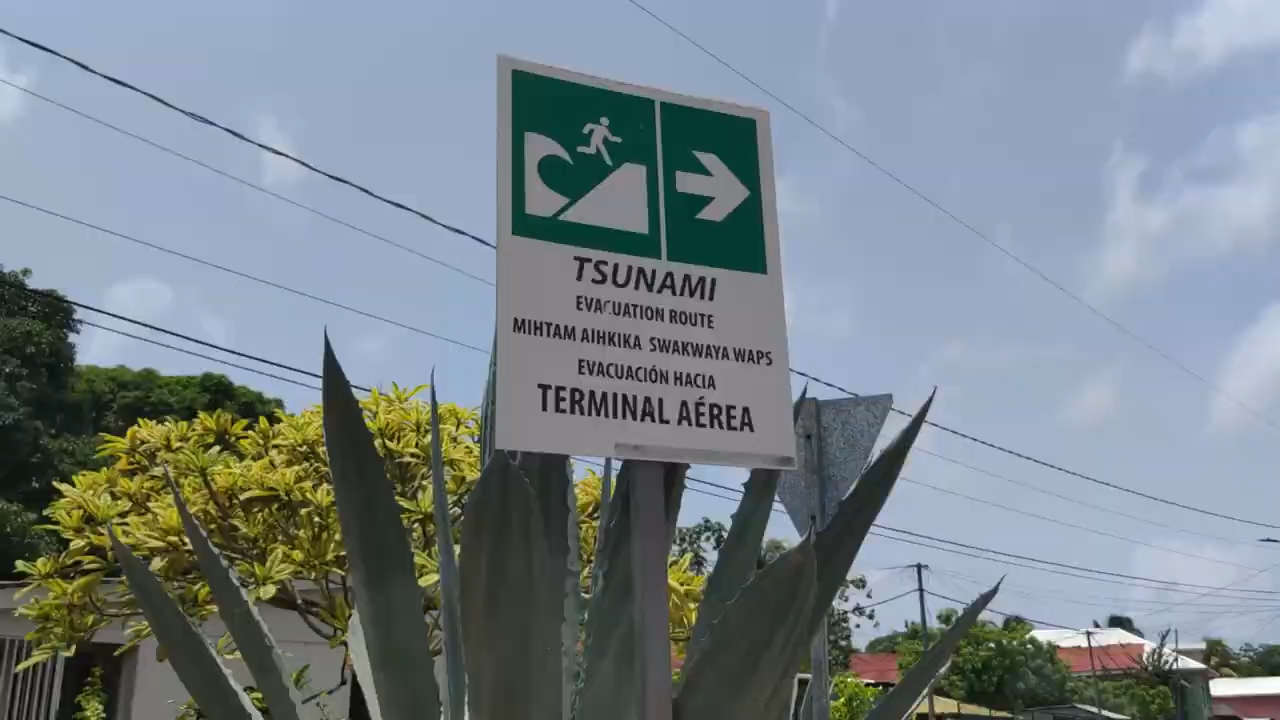 TSUNAMI
EVACUATION ROUTE
MIHTAM AIHKIKA SWAKWAYA WAPS
EVACUACIÓN HACIA
TERMINAL AÉREA